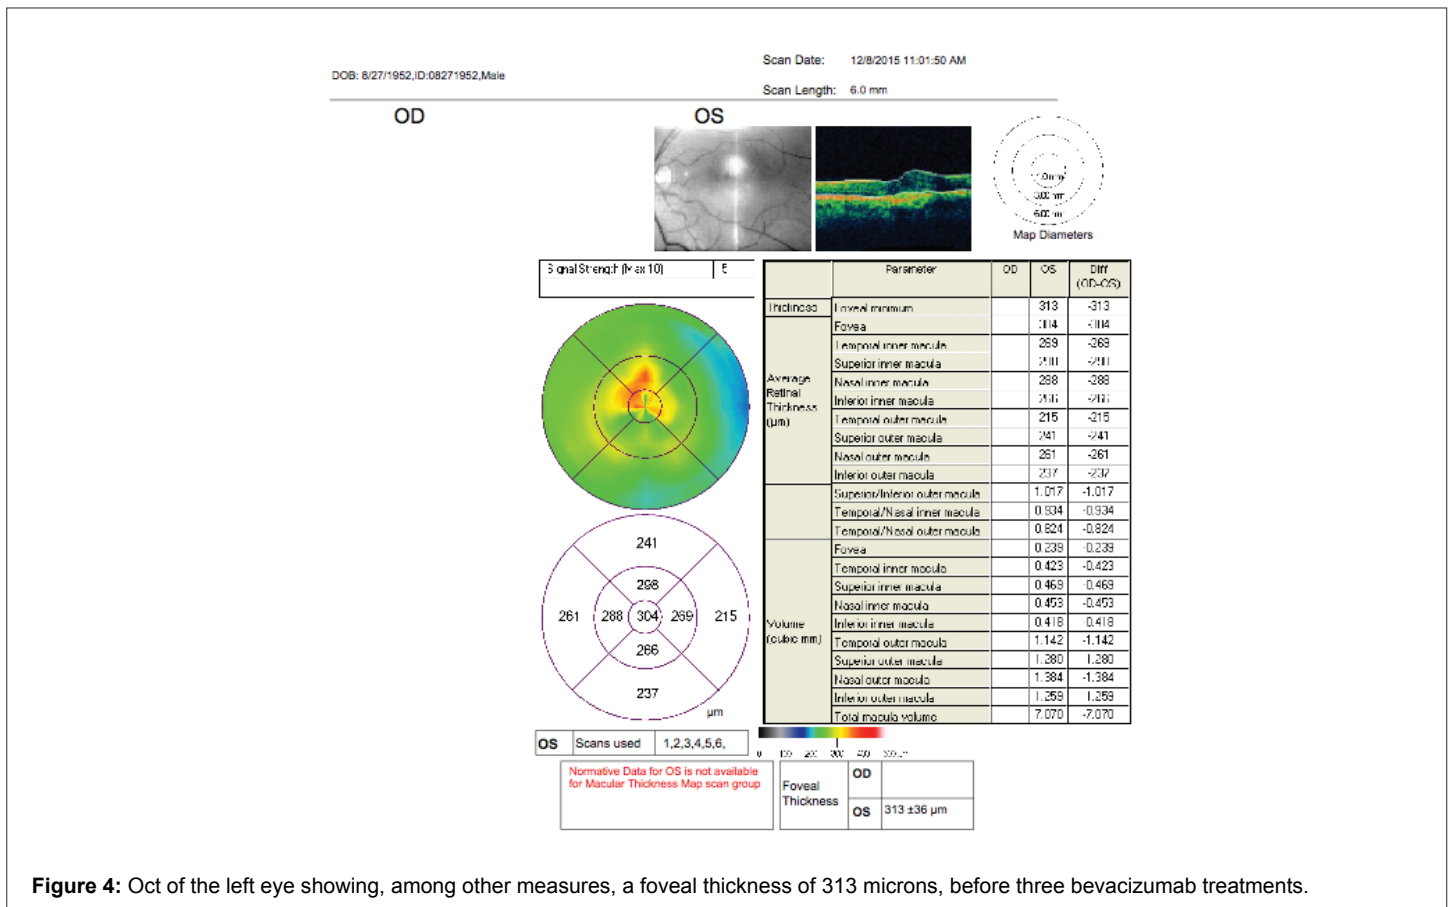 Scan Date: 12/8/2015 11:01:50 AM
DOB: 8/27/1952,ID:08271952,Male
Scan Length: 6.0 mm
OD OS
Map Diameters
Signal Strength (Max 10) 5
Parameter OD OS Diff (OD-OS)
Thickness Foveal minimum 313 -313
Average Retinal Thickness (µm)
Fovea 304 -304
Temporal inner macula 269 -269
Superior inner macula 298 -298
Nasal inner macula 288 -288
Inferior inner macula 266 -266
Temporal outer macula 215 -215
Superior outer macula 241 -241
Nasal outer macula 261 -261
Inferior outer macula 237 -237
Superior/Inferior outer macula 1.017 -1.017
Temporal/Nasal inner macula 0.934 -0.934
Temporal/Nasal outer macula 0.824 -0.824
Volume (cubic mm)
Fovea 0.239 -0.239
Temporal inner macula 0.423 -0.423
Superior inner macula 0.469 -0.469
Nasal inner macula 0.453 -0.453
Inferior inner macula 0.418 0.418
Temporal outer macula 1.142 -1.142
Superior outer macula 1.280 1.280
Nasal outer macula 1.384 -1.384
Inferior outer macula 1.259 1.259
Total macula volume 7.070 -7.070
241
298
261 288 304 269 215
266
237
µm
OS Scans used 1,2,3,4,5,6,
Normative Data for OS is not available
for Macular Thickness Map scan group
Foveal Thickness
OD
OS 313 ±36 µm
Figure 4: Oct of the left eye showing, among other measures, a foveal thickness of 313 microns, before three bevacizumab treatments.